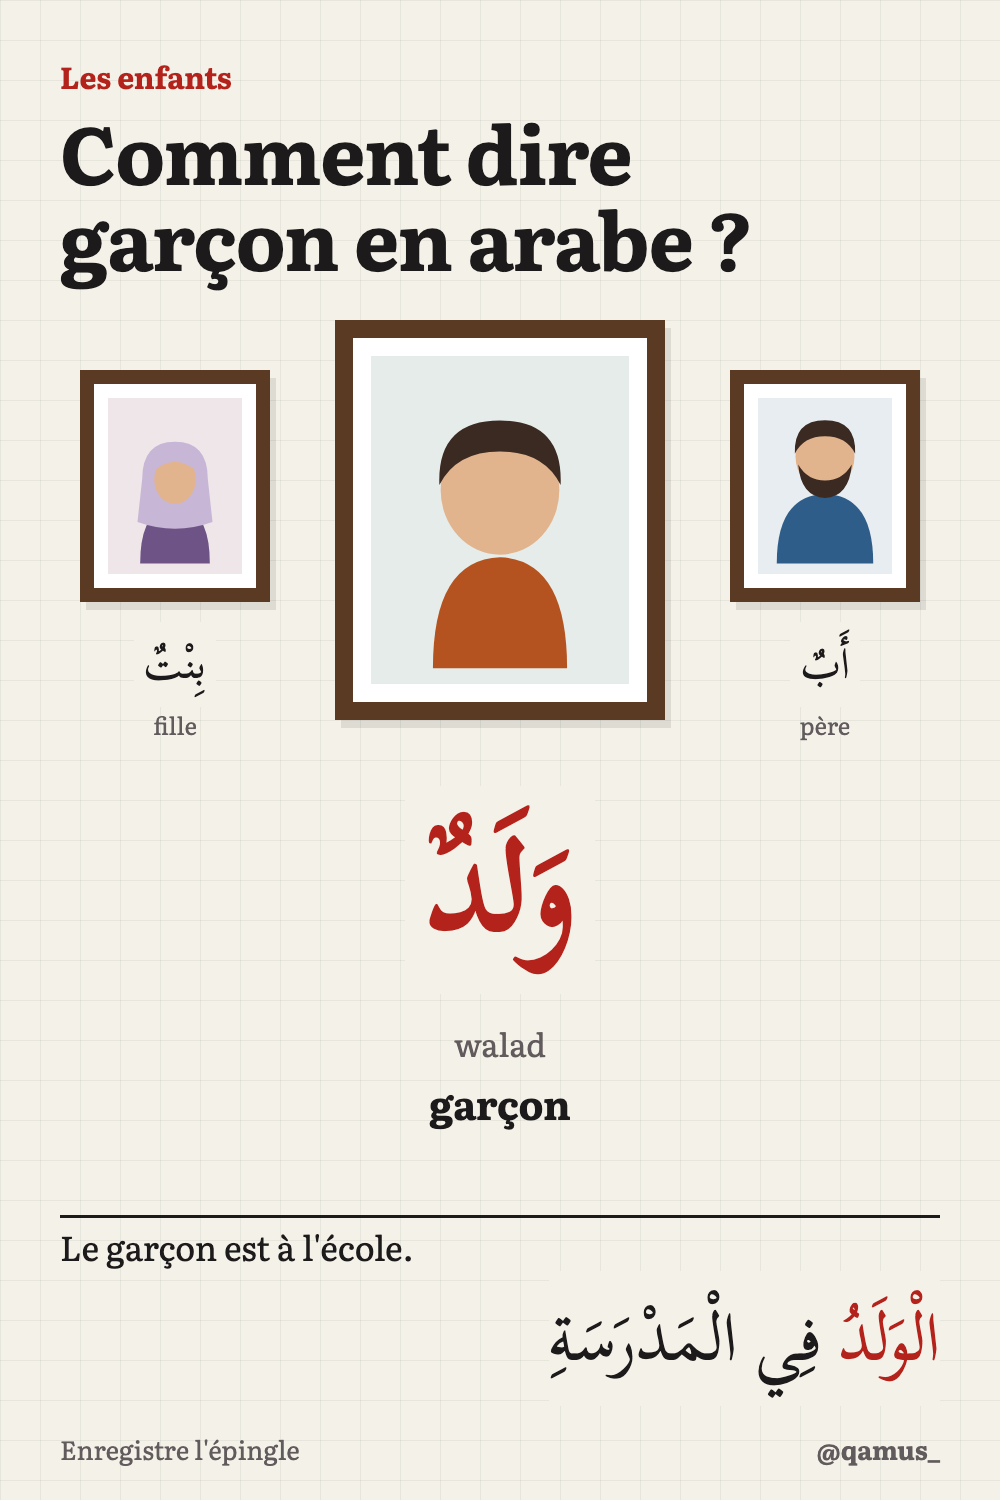 Les enfants
Comment dire
garçon en arabe ?
بِنْتٌ
fille
أَبٌ
père
وَلَدٌ
walad
garçon
Le garçon est à l'école.
الْوَلَدُ فِي الْمَدْرَسَةِ
Enregistre l'épingle
@qamus_